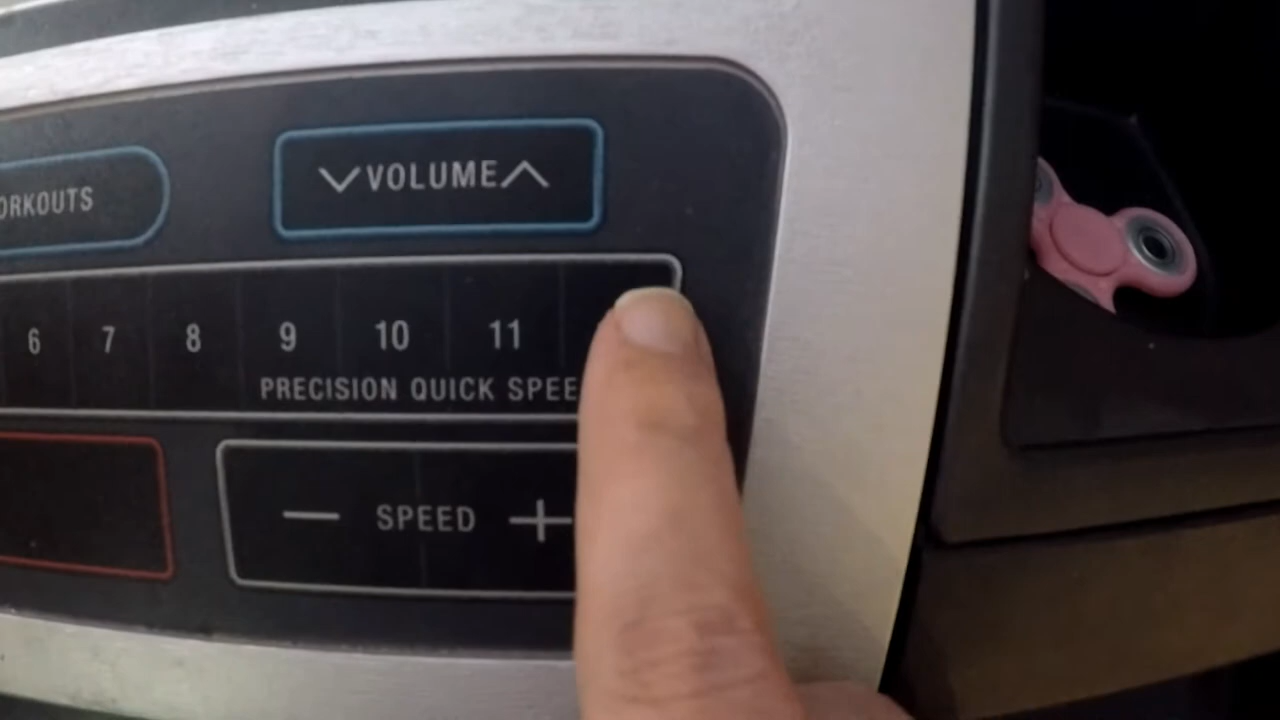 VOLUME
ORKOUTS
6 7 8 9 10 11
PRECISION QUICK SPEE
— SPEED +